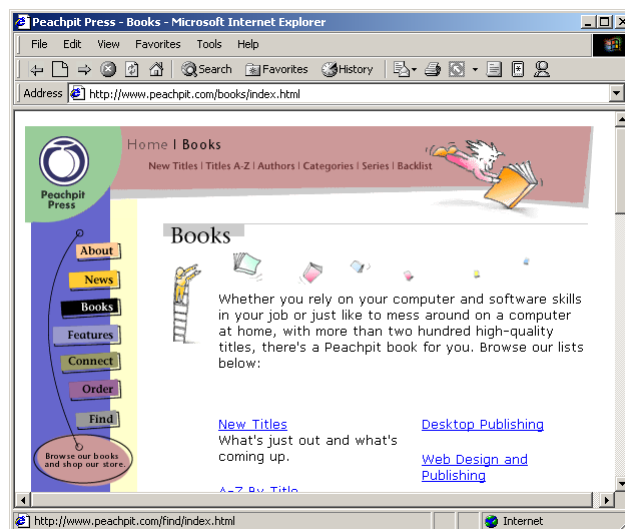 Peachpit Press - Books - Microsoft Internet Explorer
File Edit View Favorites Tools Help
Search Favorites History
Address http://www.peachpit.com/books/index.html
Home | Books
New Titles | Titles A-Z | Authors | Categories | Series | Backlist
Peachpit
Press
Books
About
News
Books
Features
Connect
Order
Find
Browse our books
and shop our store.
Whether you rely on your computer and software skills
in your job or just like to mess around on a computer
at home, with more than two hundred high-quality
titles, there's a Peachpit book for you. Browse our lists
below:
New Titles
What's just out and what's
coming up.
A-Z By Title
Desktop Publishing
Web Design and
Publishing
http://www.peachpit.com/find/index.html
Internet